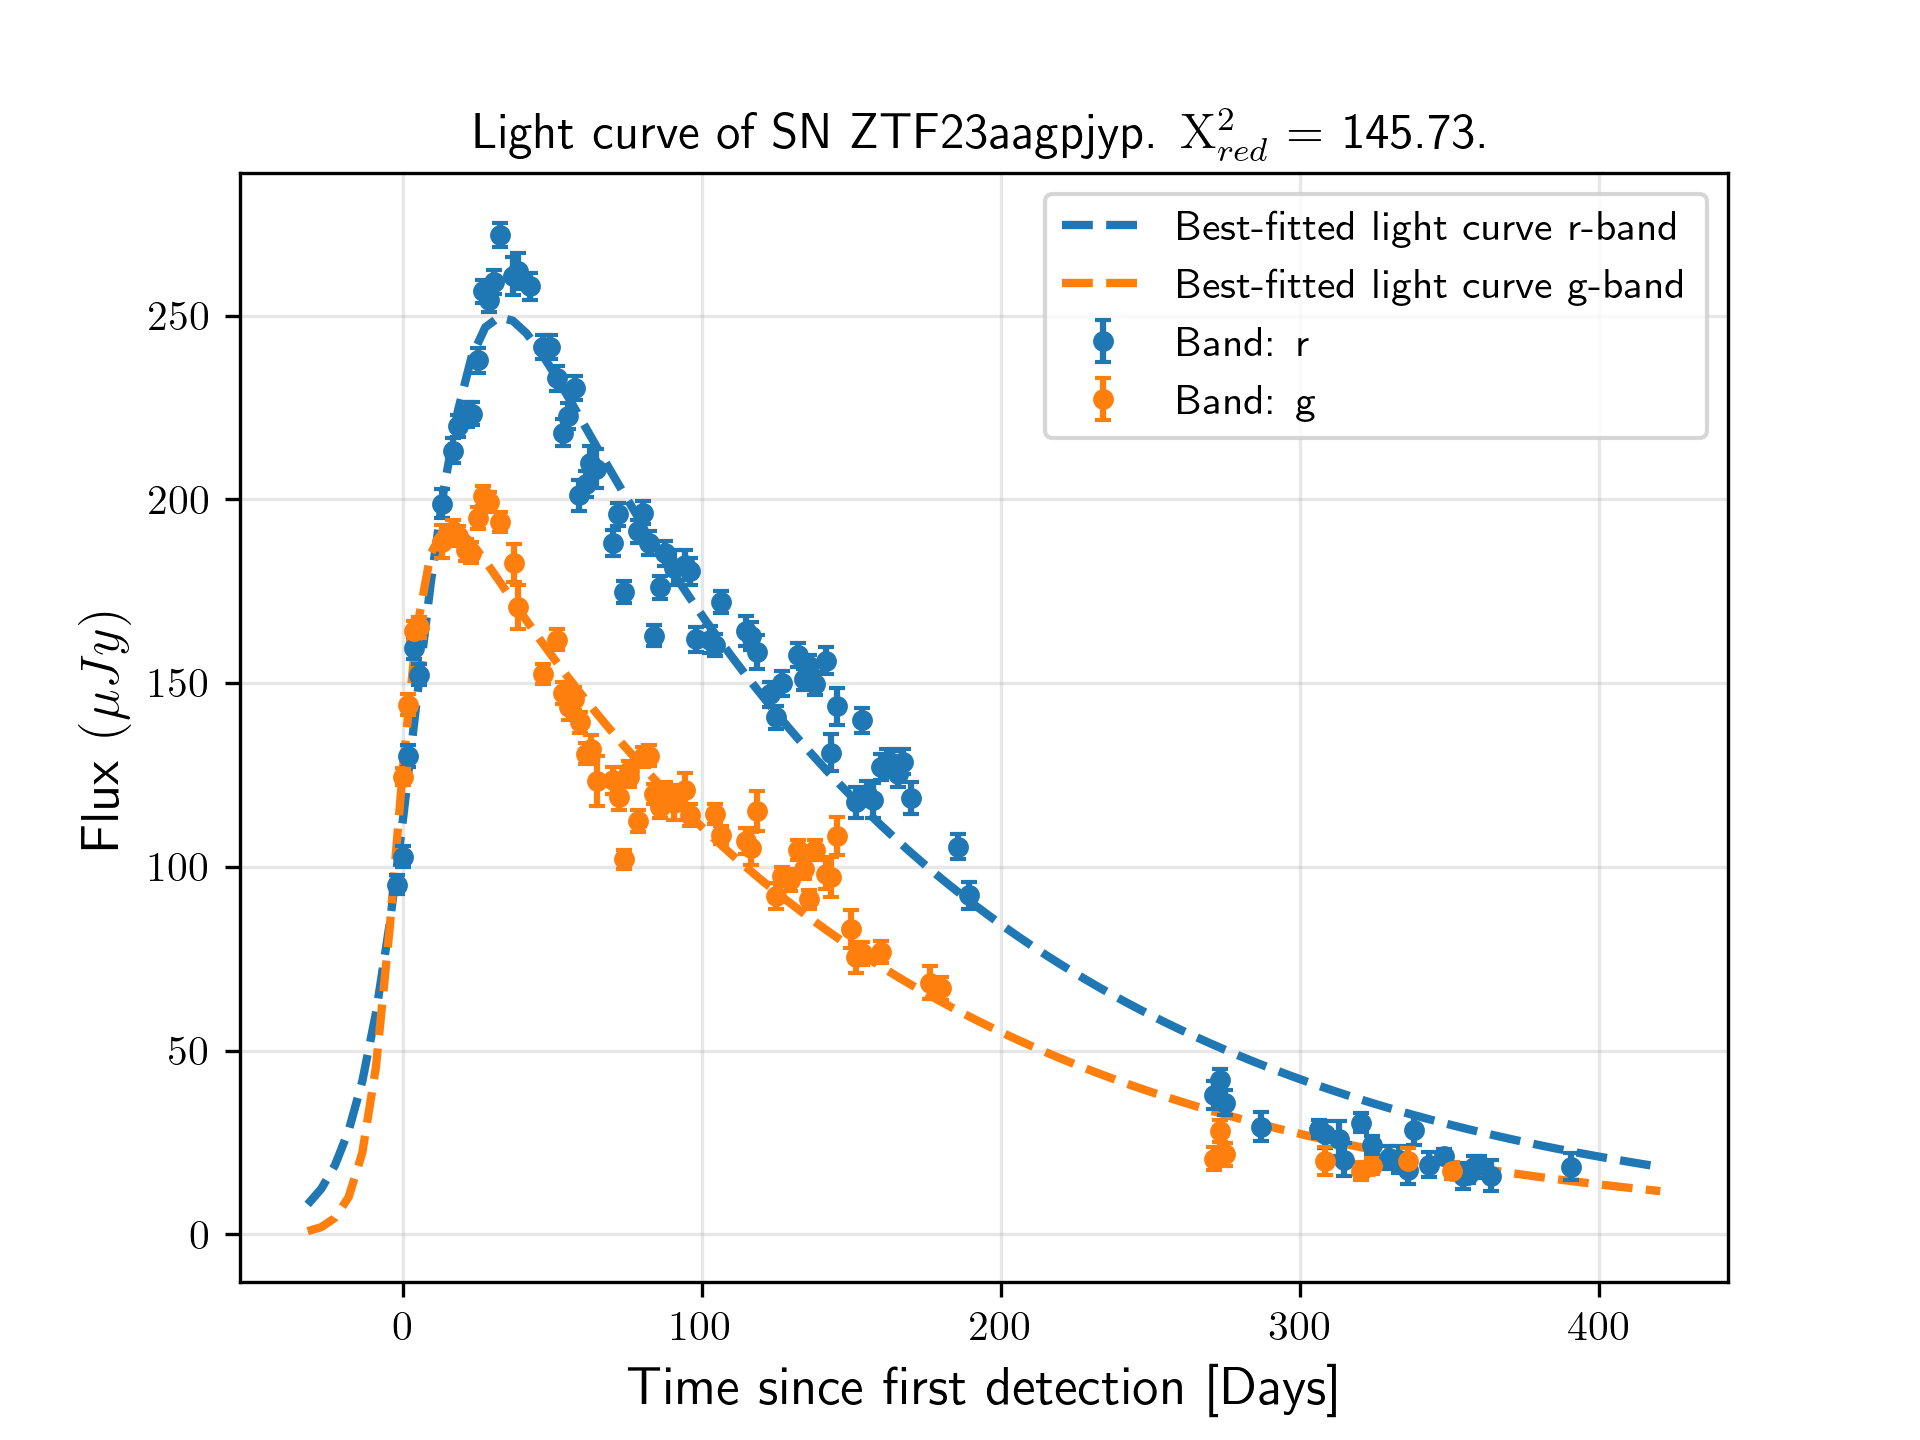 Light curve of SN ZTF23aagpjyp. X²_red = 145.73.
Best-fitted light curve r-band
Best-fitted light curve g-band
Band: r
Band: g
Flux (μJy)
250
200
150
100
50
0
0 100 200 300 400
Time since first detection [Days]